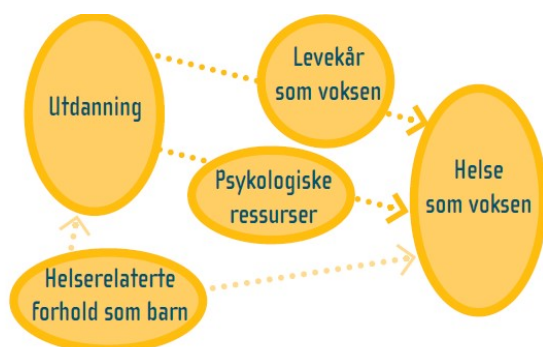 Utdanning
Levekår
som voksen
Psykologiske
ressurser
Helse
som voksen
Helserelaterte
forhold som barn